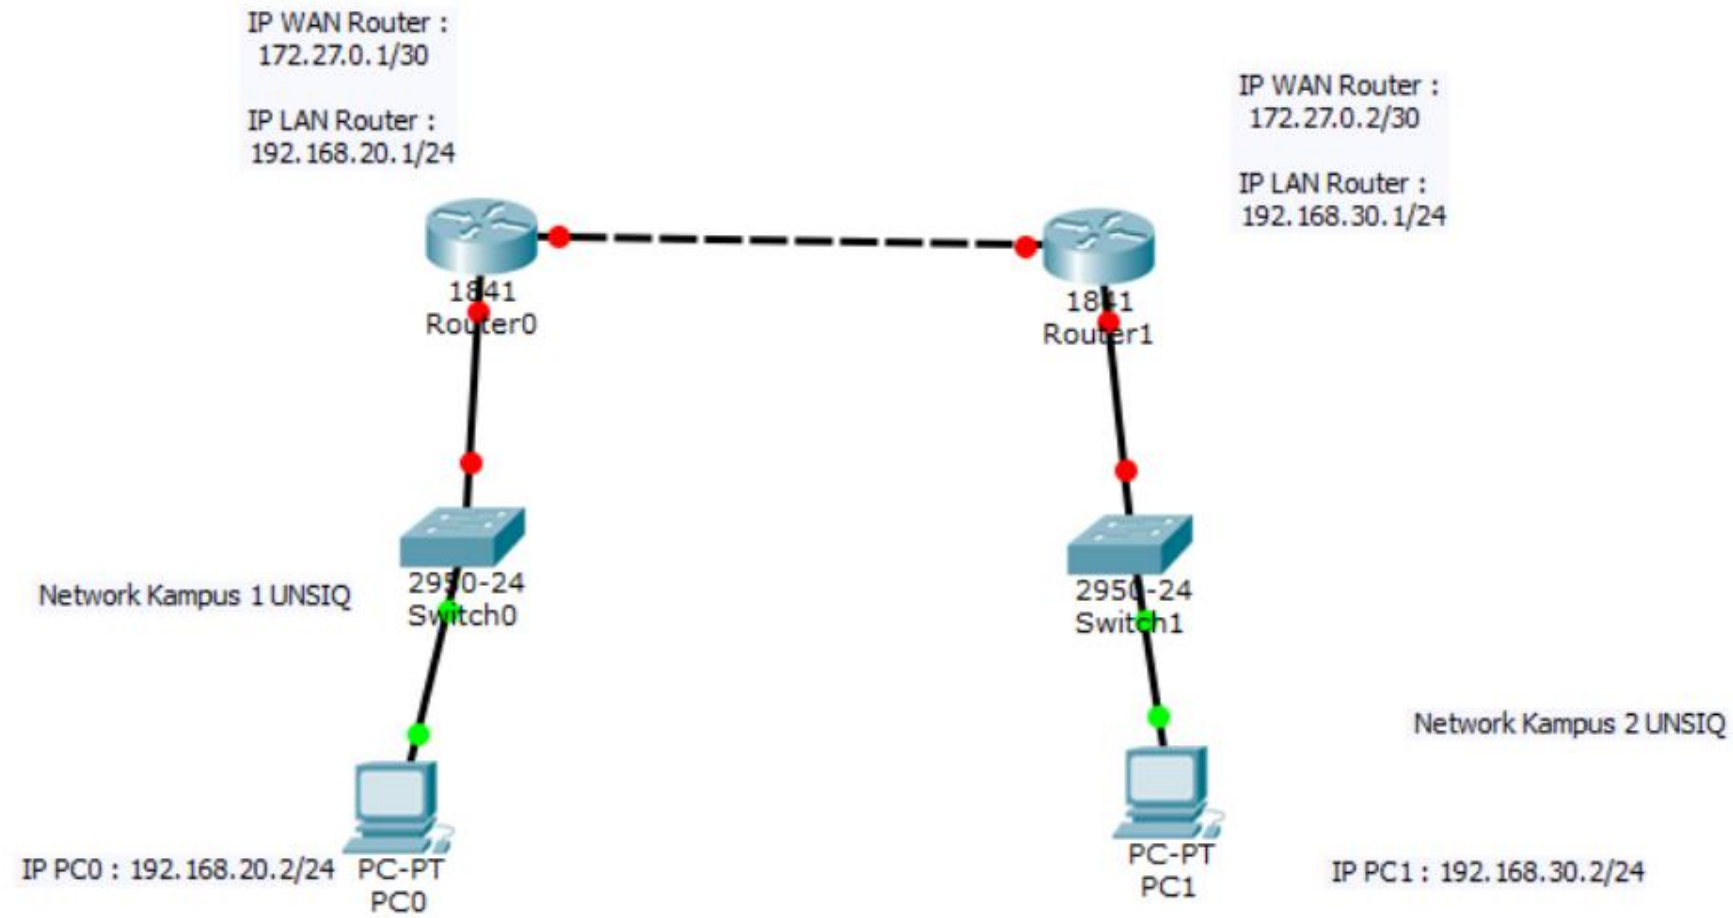 IP WAN Router :
172.27.0.1/30
IP LAN Router :
192.168.20.1/24
IP WAN Router :
172.27.0.2/30
IP LAN Router :
192.168.30.1/24
1841
Router0
1841
Router1
Network Kampus 1 UNSIQ
2950-24
Switch0
2950-24
Switch1
Network Kampus 2 UNSIQ
IP PC0 : 192.168.20.2/24
PC-PT
PC0
PC-PT
PC1
IP PC1 : 192.168.30.2/24